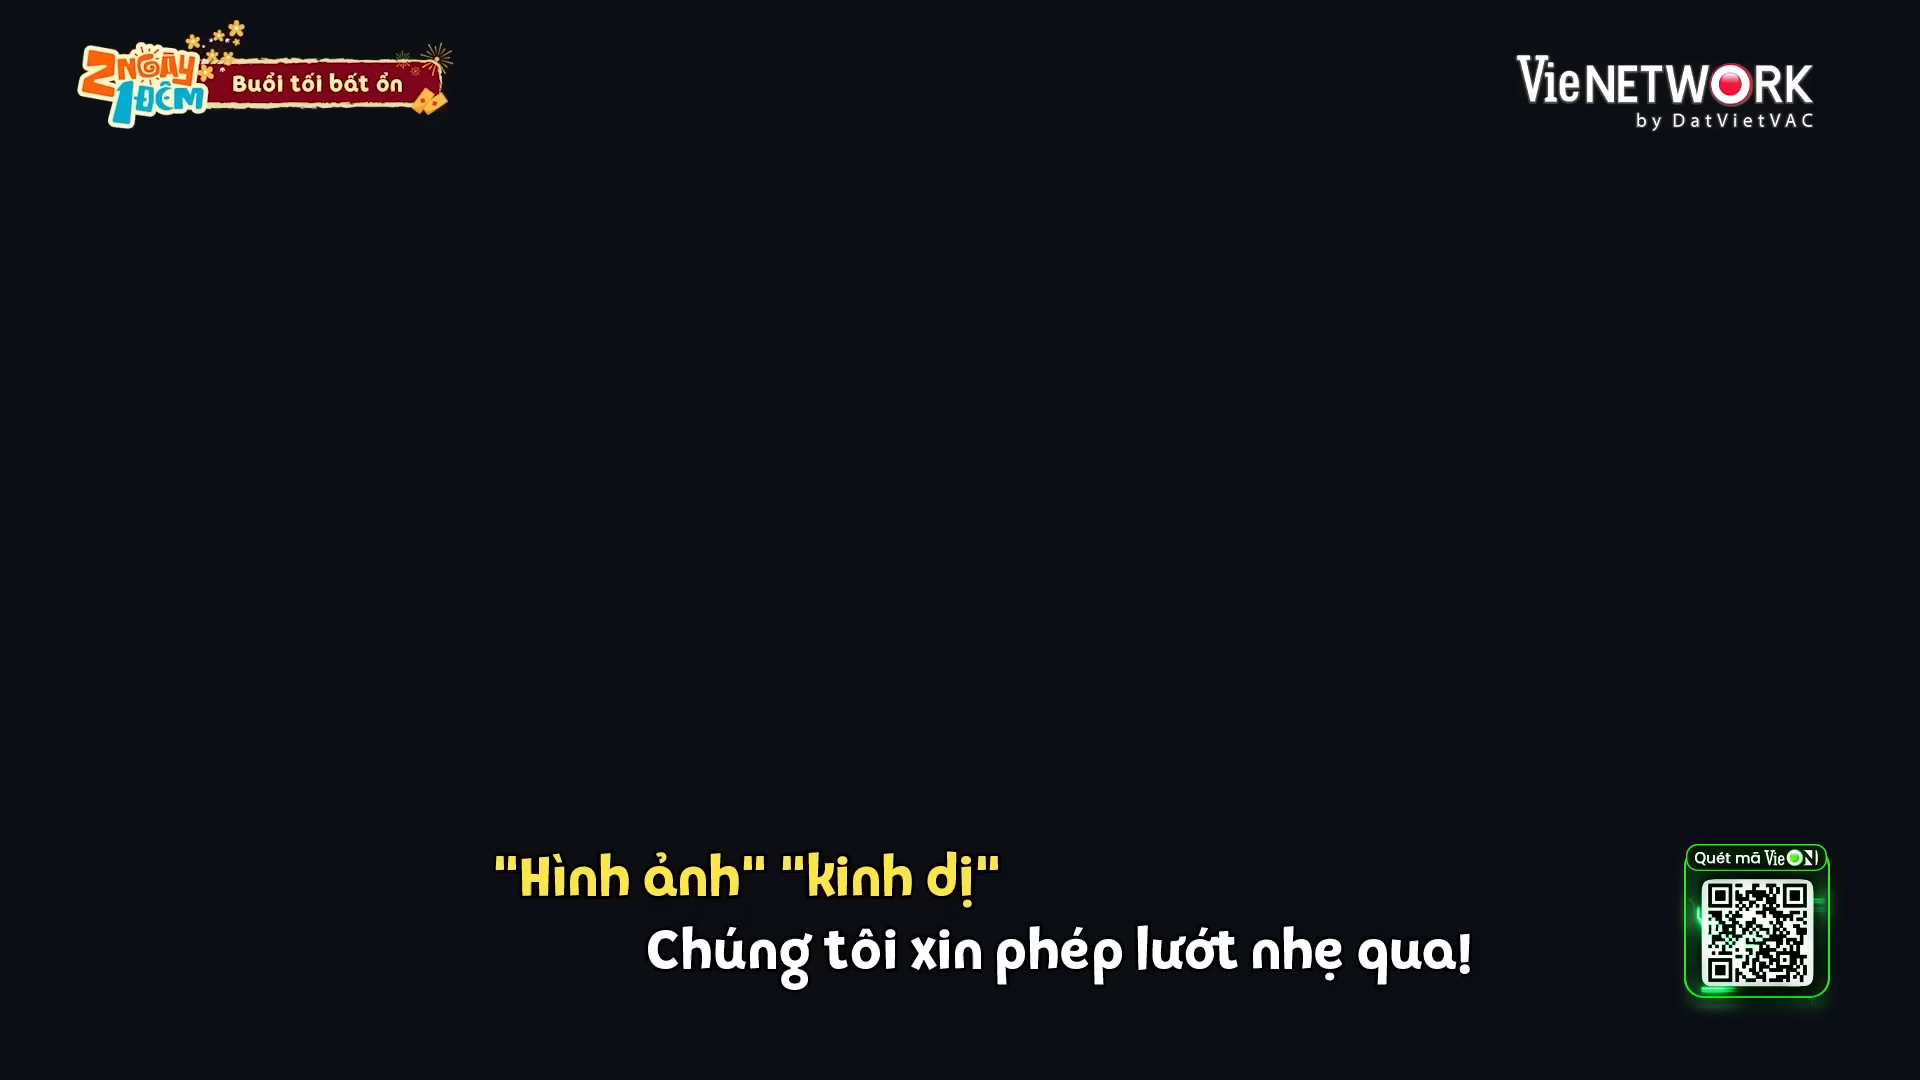 2 NGÀY
1 ĐÊM
Buổi tối bất ổn
VieNETWORK
by DatVietVAC
"Hình ảnh" "kinh dị"
Chúng tôi xin phép lướt nhẹ qua!
Quét mã VieON